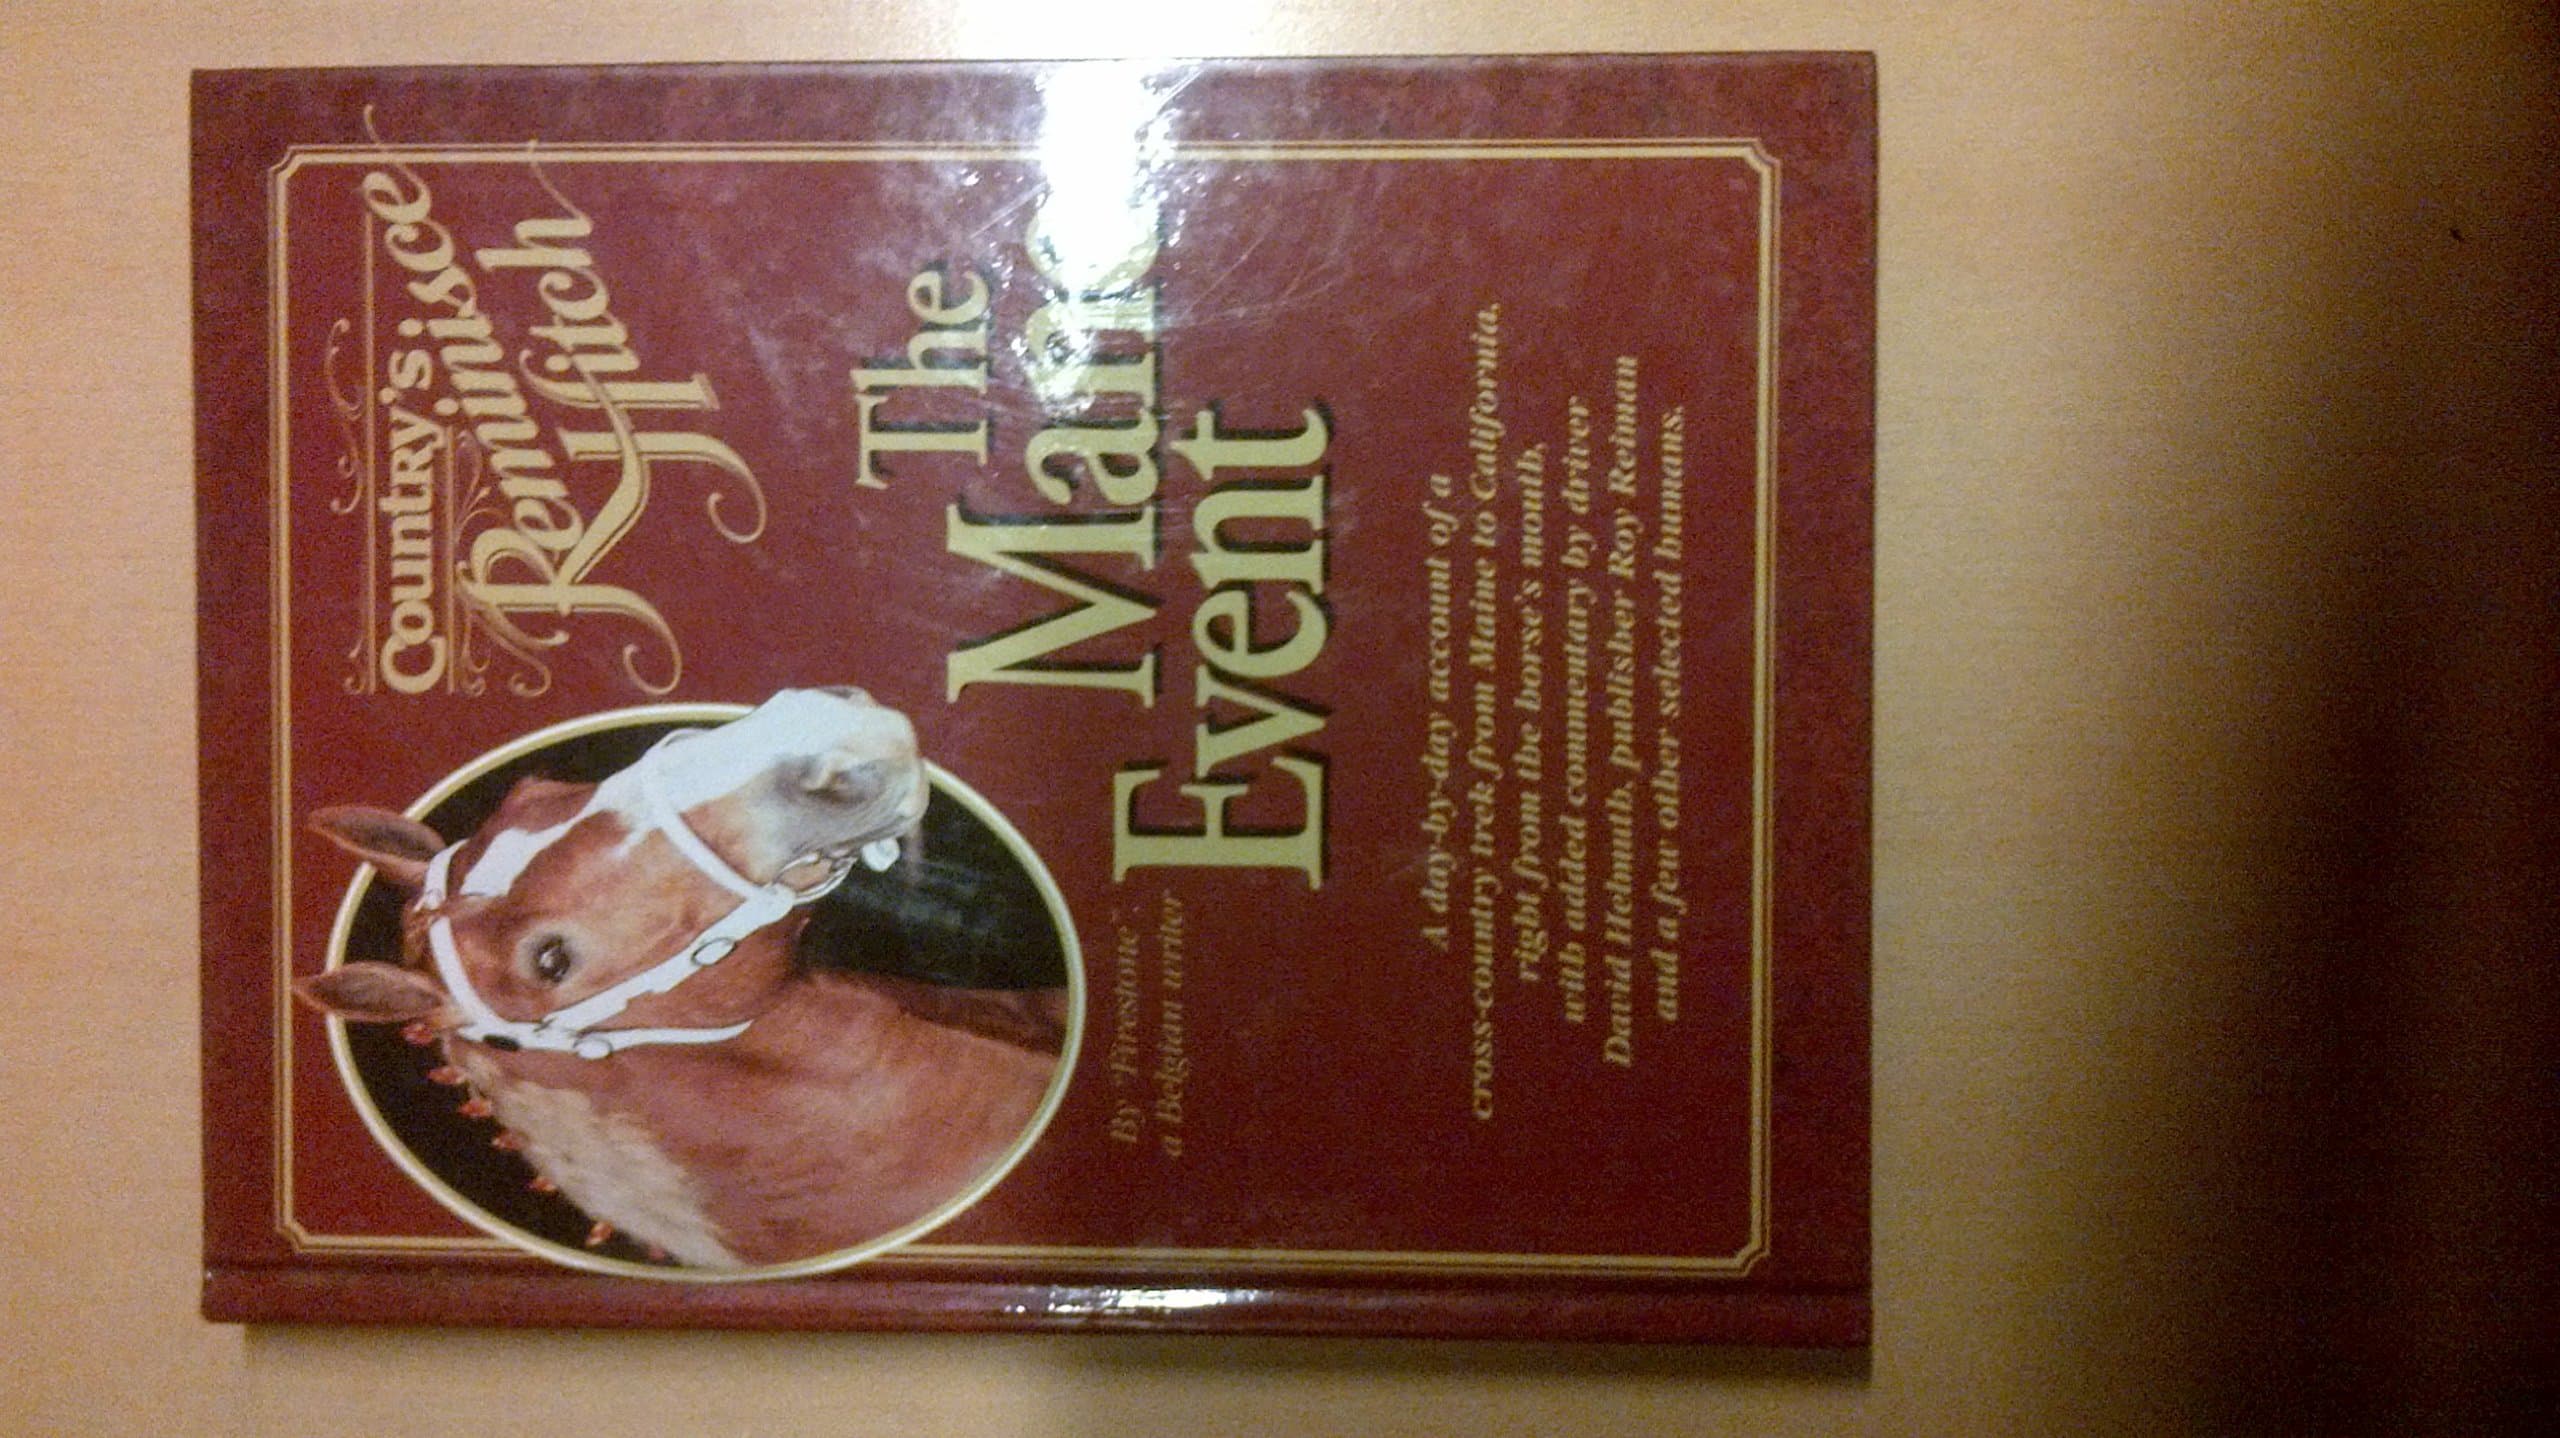 Country's
Reminisce
Hitch
The
Mane
Event
By "Firestone"
a Belgian writer
A day-by-day account of a
cross-country trek from Maine to California,
right from the horse's mouth,
with added commentary by driver
David Helmuth, publisher Roy Reiman
and a few other selected humans.